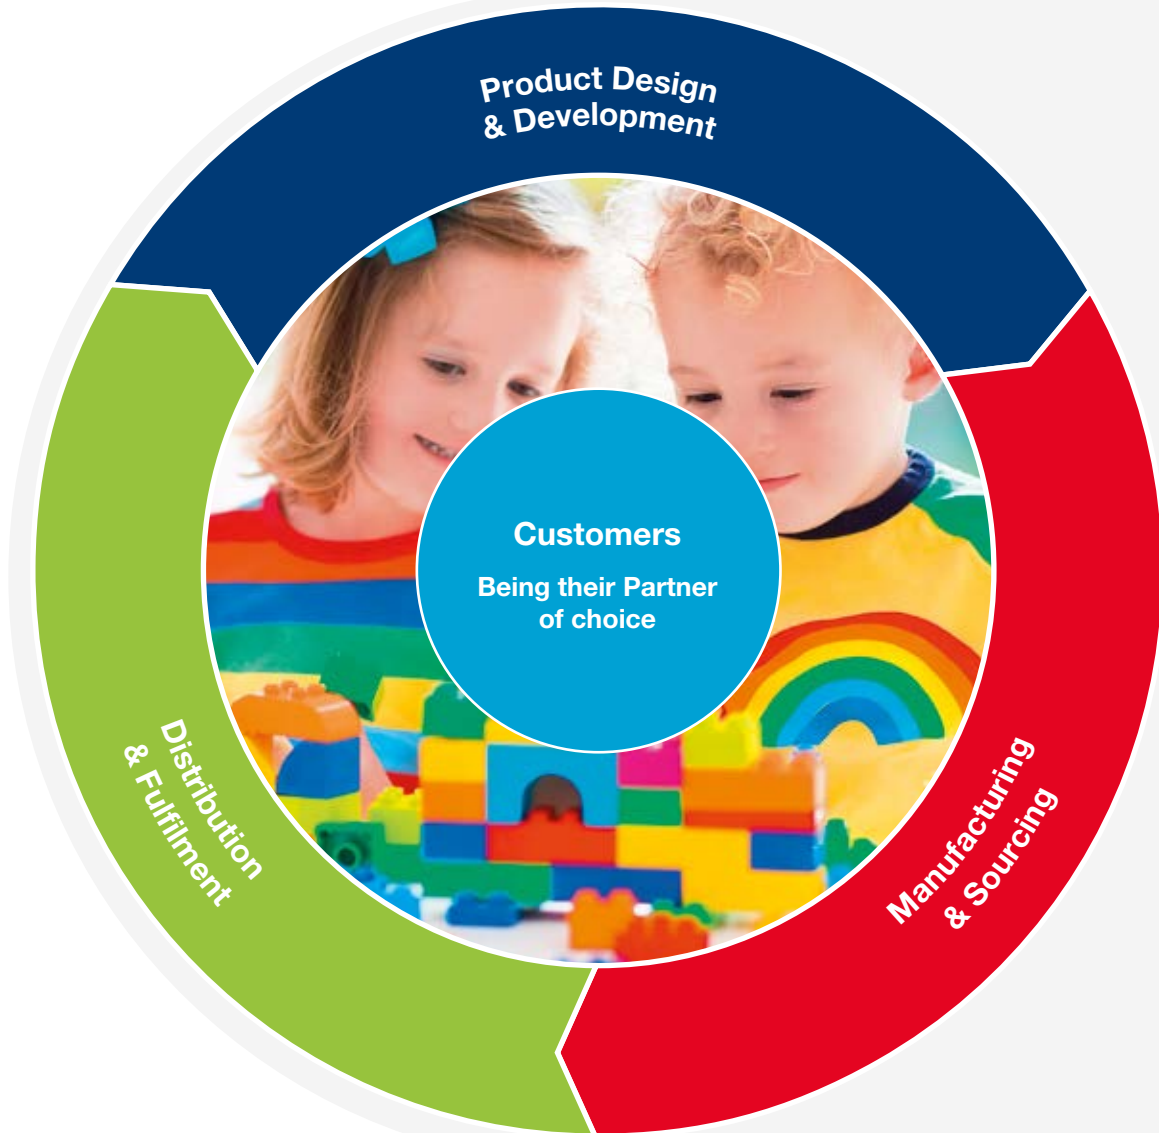 Product Design
& Development
Customers
Being their Partner
of choice
Distribution
& Fulfilment
Manufacturing
& Sourcing